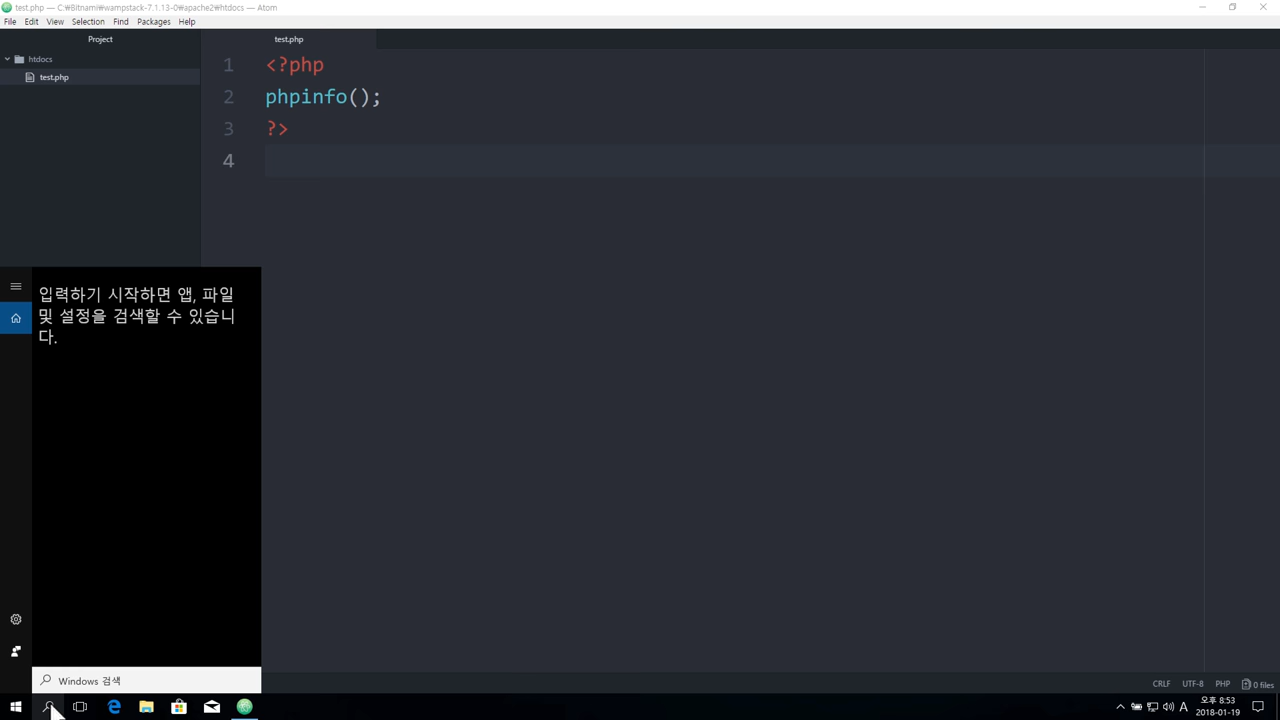 test.php — C:₩Bitnami₩wampstack-7.1.13-0₩apache2₩htdocs — Atom
File Edit View Selection Find Packages Help
Project
test.php
htdocs
test.php
1 <?php
2 phpinfo();
3 ?>
4
입력하기 시작하면 앱, 파일
및 설정을 검색할 수 있습니
다.
Windows 검색
CRLF UTF-8 PHP 0 files
A
오후 8:53
2018-01-19